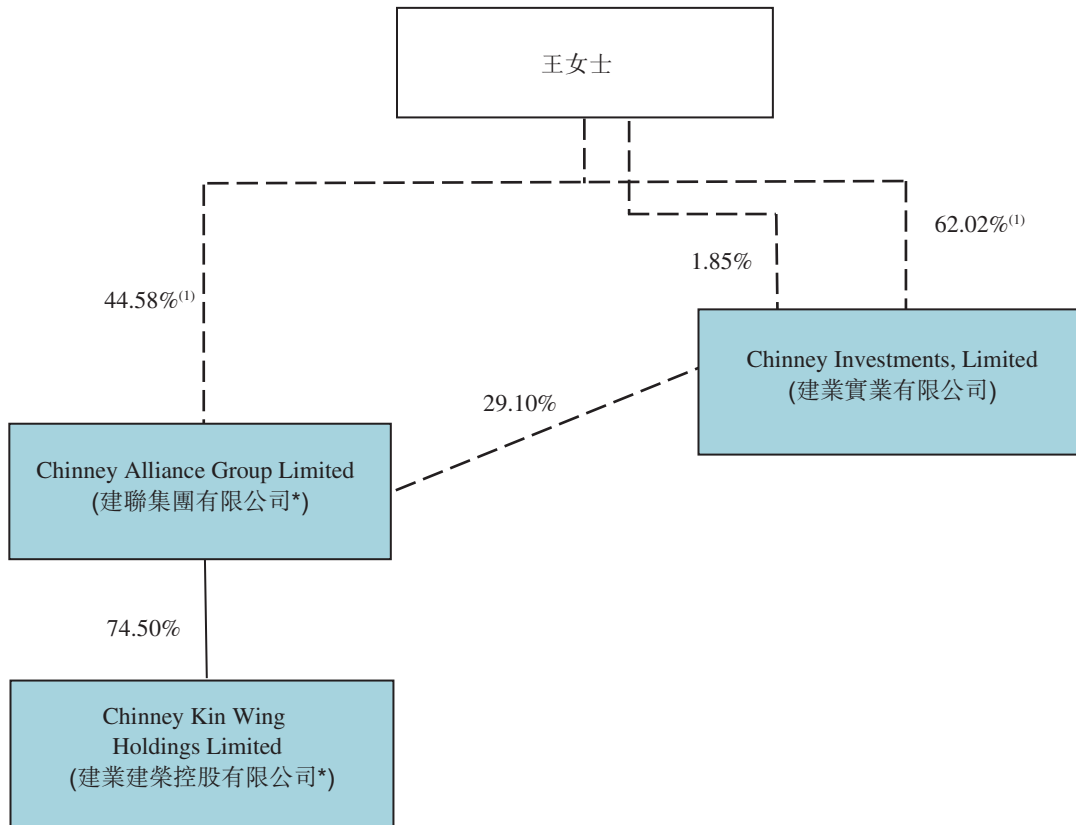 王女士
62.02%(1)
1.85%
44.58%(1)
Chinney Investments, Limited
(建業實業有限公司)
29.10%
Chinney Alliance Group Limited
(建聯集團有限公司*)
74.50%
Chinney Kin Wing
Holdings Limited
(建業建榮控股有限公司*)